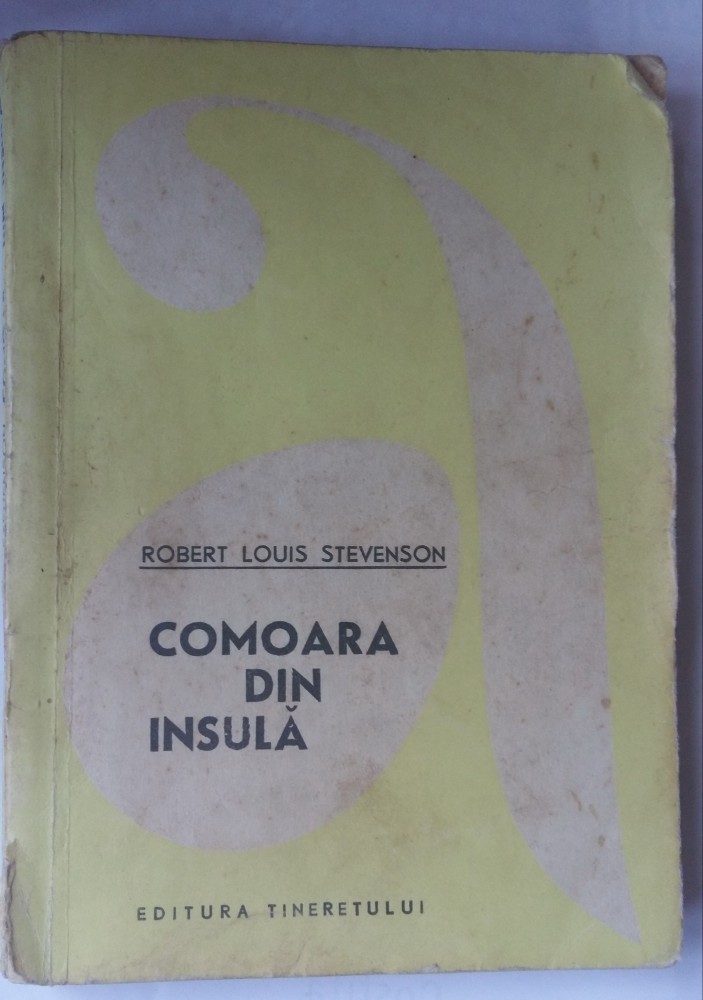 ROBERT LOUIS STEVENSON
COMOARA
DIN
INSULĂ
EDITURA TINERETULUI